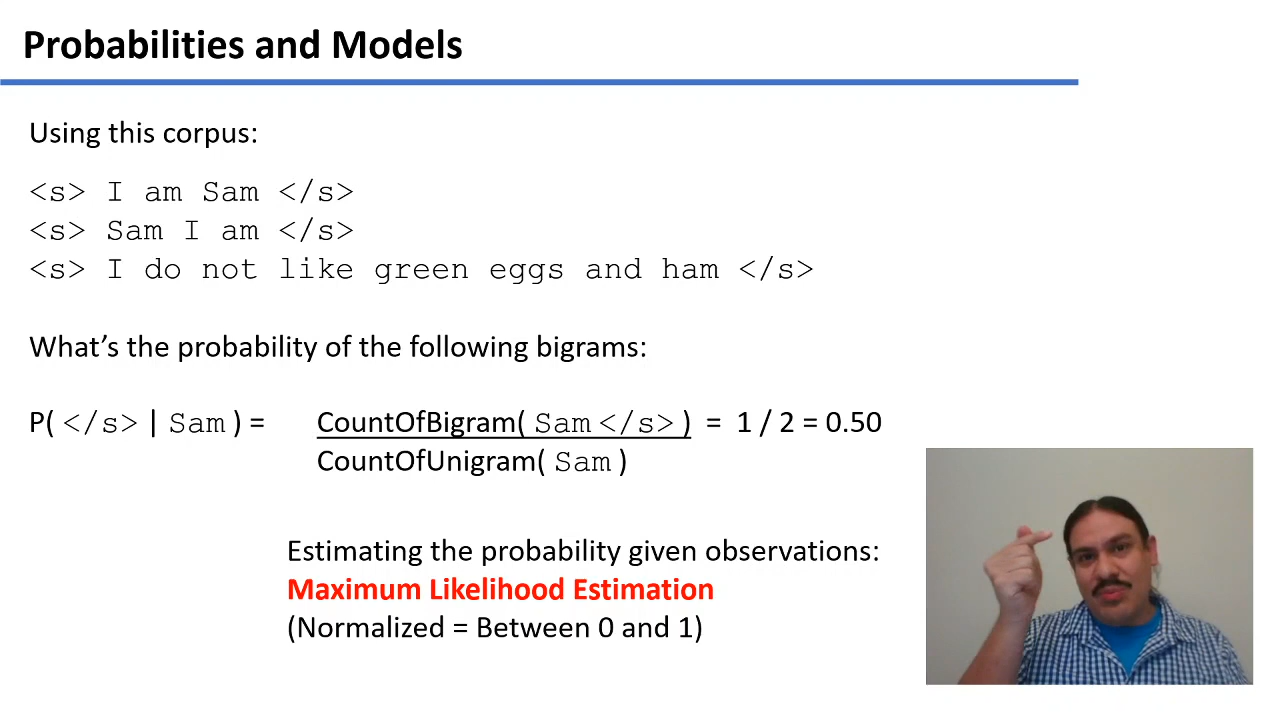 Probabilities and Models
Using this corpus:
<s> I am Sam </s>
<s> Sam I am </s>
<s> I do not like green eggs and ham </s>
What’s the probability of the following bigrams:
P( </s> | Sam ) = CountOfBigram( Sam </s> ) = 1 / 2 = 0.50
CountOfUnigram( Sam )
Estimating the probability given observations:
Maximum Likelihood Estimation
(Normalized = Between 0 and 1)